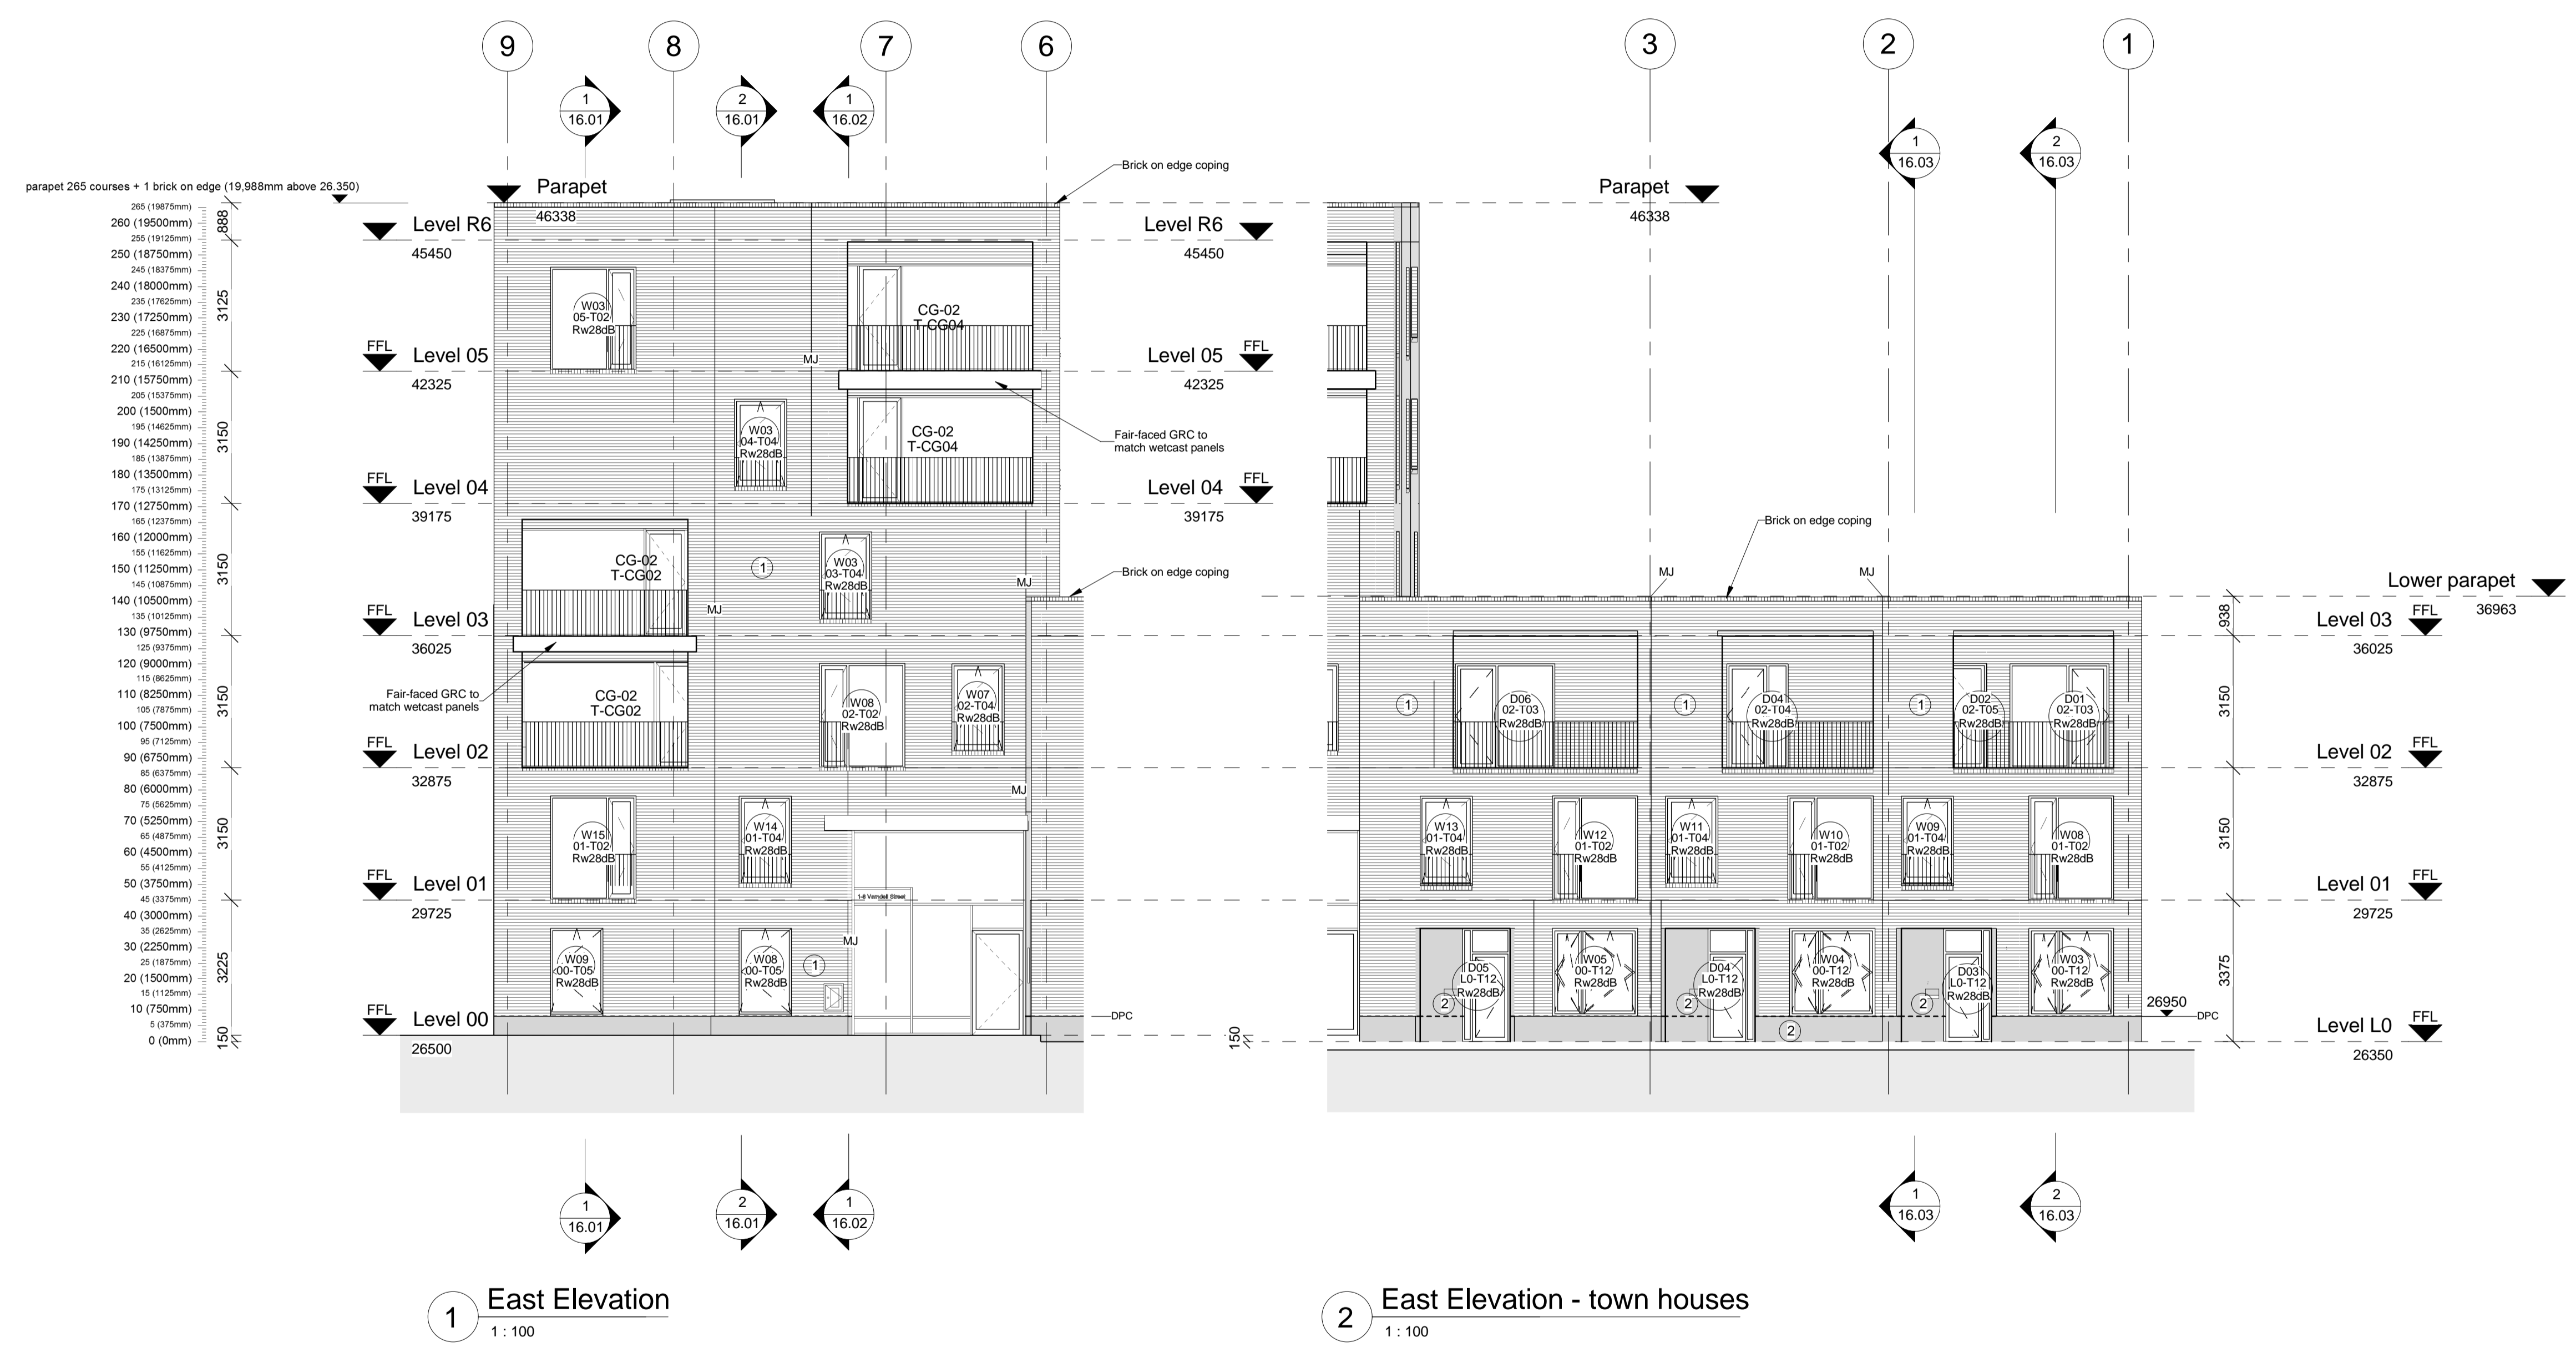 9
8
7
6
3
2
1
1
16.01
2
16.01
1
16.02
1
16.03
2
16.03
Brick on edge coping
parapet 265 courses + 1 brick on edge (19,988mm above 26.350)
Parapet
46338
Parapet
46338
Level R6
45450
Level R6
45450
265 (19875mm)
260 (19500mm)
255 (19125mm)
250 (18750mm)
245 (18375mm)
240 (18000mm)
235 (17625mm)
230 (17250mm)
225 (16875mm)
220 (16500mm)
215 (16125mm)
210 (15750mm)
205 (15375mm)
200 (1500mm)
195 (14625mm)
190 (14250mm)
185 (13875mm)
180 (13500mm)
175 (13125mm)
170 (12750mm)
165 (12375mm)
160 (12000mm)
155 (11625mm)
150 (11250mm)
145 (10875mm)
140 (10500mm)
135 (10125mm)
130 (9750mm)
125 (9375mm)
120 (9000mm)
115 (8625mm)
110 (8250mm)
105 (7875mm)
100 (7500mm)
95 (7125mm)
90 (6750mm)
85 (6375mm)
80 (6000mm)
75 (5625mm)
70 (5250mm)
65 (4875mm)
60 (4500mm)
55 (4125mm)
50 (3750mm)
45 (3375mm)
40 (3000mm)
35 (2625mm)
30 (2250mm)
25 (1875mm)
20 (1500mm)
15 (1125mm)
10 (750mm)
5 (375mm)
0 (0mm)
888
3125
3150
3150
3150
3150
3225
150
W03
05-T02
Rw28dB
CG-02
T-CG04
MJ
FFL
Level 05
42325
Level 05
FFL
42325
W03
04-T04
Rw28dB
CG-02
T-CG04
Fair-faced GRC to
match wetcast panels
FFL
Level 04
39175
Level 04
FFL
39175
CG-02
T-CG02
1
W03
03-T04
Rw28dB
MJ
Brick on edge coping
MJ
FFL
Level 03
36025
Fair-faced GRC to
match wetcast panels
CG-02
T-CG02
W08
02-T02
Rw28dB
W07
02-T04
Rw28dB
FFL
Level 02
32875
MJ
W15
01-T02
Rw28dB
W14
01-T04
Rw28dB
FFL
Level 01
29725
1-6 Varndell Street
MJ
W09
00-T05
Rw28dB
W08
00-T05
Rw28dB
1
DPC
FFL
Level 00
26500
150
Brick on edge coping
MJ
MJ
Lower parapet
36963
938
Level 03
FFL
36025
1
D06
02-T03
Rw28dB
1
D04
02-T04
Rw28dB
1
D02
02-T05
Rw28dB
D01
02-T03
Rw28dB
3150
Level 02
FFL
32875
W13
01-T04
Rw28dB
W12
01-T02
Rw28dB
W11
01-T04
Rw28dB
W10
01-T02
Rw28dB
W09
01-T04
Rw28dB
W08
01-T02
Rw28dB
3150
Level 01
FFL
29725
D05
L0-T12
Rw28dB
W05
00-T12
Rw28dB
D04
L0-T12
Rw28dB
W04
00-T12
Rw28dB
D03
L0-T12
Rw28dB
W03
00-T12
Rw28dB
2
2
2
2
3375
26950
DPC
Level L0
FFL
26350
1
16.01
2
16.01
1
16.02
1
16.03
2
16.03
1
East Elevation
1 : 100
2
East Elevation - town houses
1 : 100